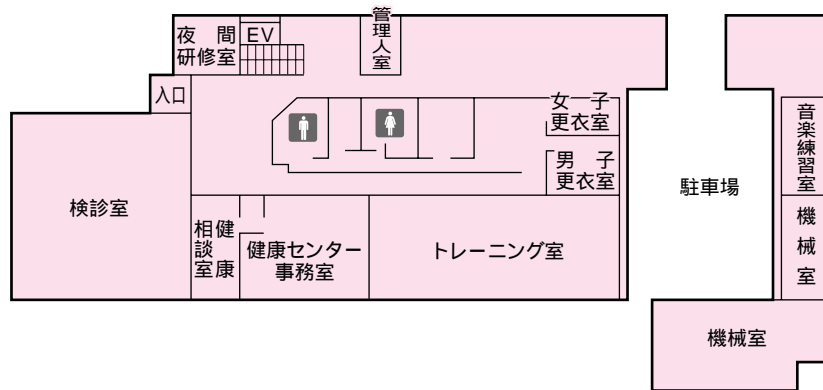 夜間
研修室
EV
管理人室
入口
女子
更衣室
男子
更衣室
検診室
健康
相談室
健康センター
事務室
トレーニング室
駐車場
音楽練習室
機械室
機械室